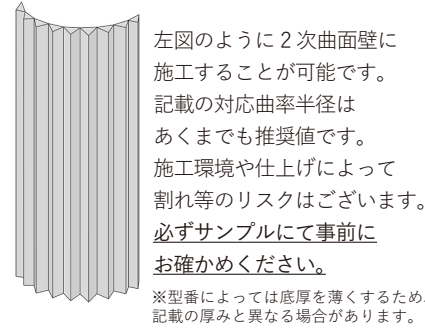 左図のように2次曲面壁に
施工することが可能です。
記載の対応曲率半径は
あくまでも推奨値です。
施工環境や仕上げによって
割れ等のリスクはございます。
必ずサンプルにて事前に
お確かめください。
※型番によっては底厚を薄くするため、
記載の厚みと異なる場合があります。